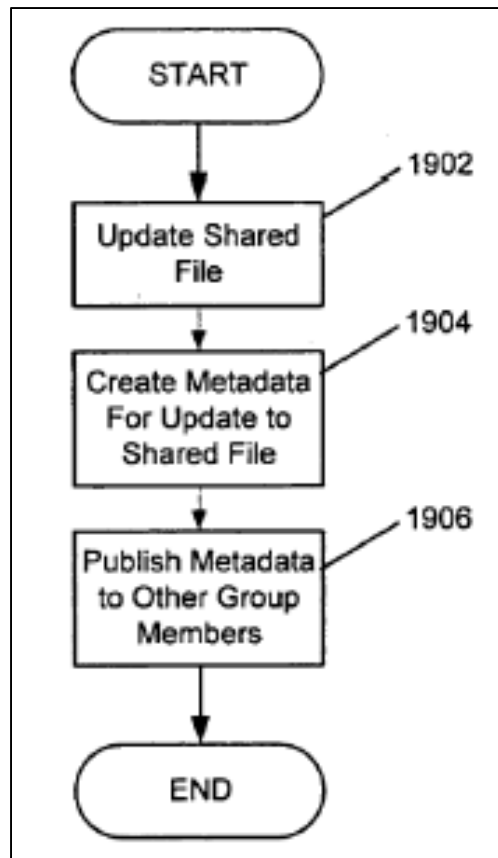 START
1902
Update Shared
File
1904
Create Metadata
For Update to
Shared File
1906
Publish Metadata
to Other Group
Members
END